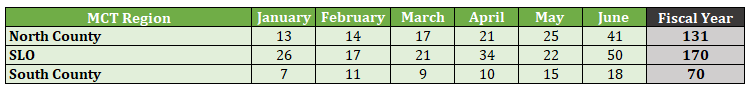 MCT Region January February March April May June Fiscal Year
North County 13 14 17 21 25 41 131
SLO 26 17 21 34 22 50 170
South County 7 11 9 10 15 18 70